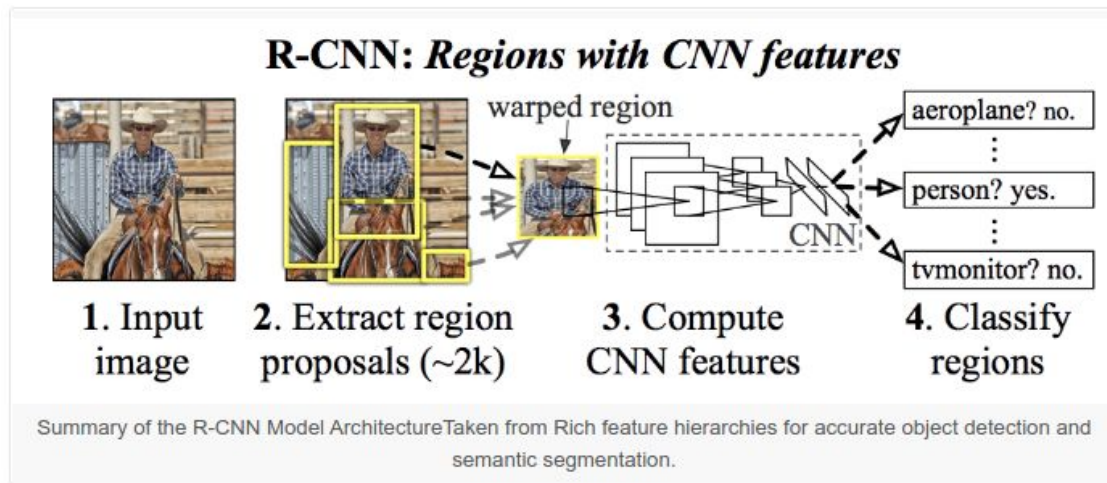 R-CNN: Regions with CNN features
warped region
aeroplane? no.
person? yes.
CNN
tvmonitor? no.
1. Input
image
2. Extract region
proposals (~2k)
3. Compute
CNN features
4. Classify
regions
Summary of the R-CNN Model ArchitectureTaken from Rich feature hierarchies for accurate object detection and
semantic segmentation.